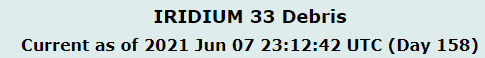 IRIDIUM 33 Debris
Current as of 2021 Jun 07 23:12:42 UTC (Day 158)